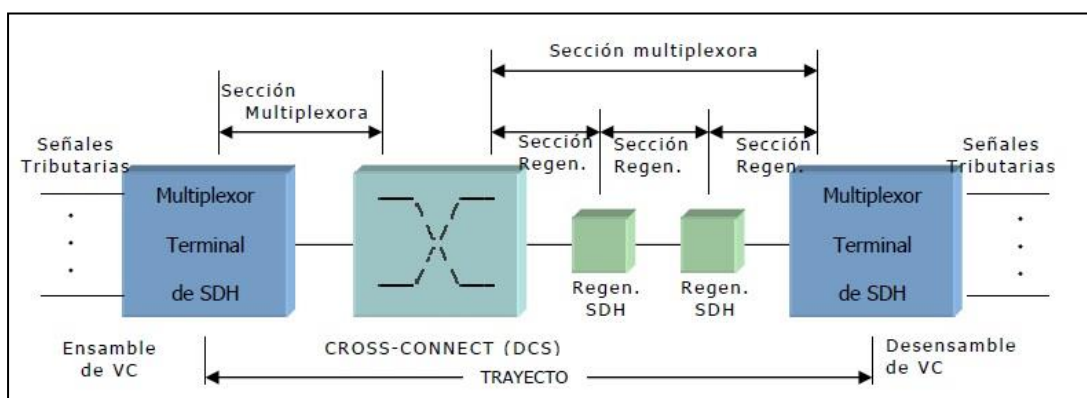 Sección multiplexora
Sección
Multiplexora
Señales
Tributarias
Sección
Regen.
Sección
Regen.
Sección
Regen.
Señales
Tributarias
Multiplexor
Terminal
de SDH
Multiplexor
Terminal
de SDH
Regen.
SDH
Regen.
SDH
Ensamble
de VC
CROSS-CONNECT (DCS)
Desensamble
de VC
TRAYECTO